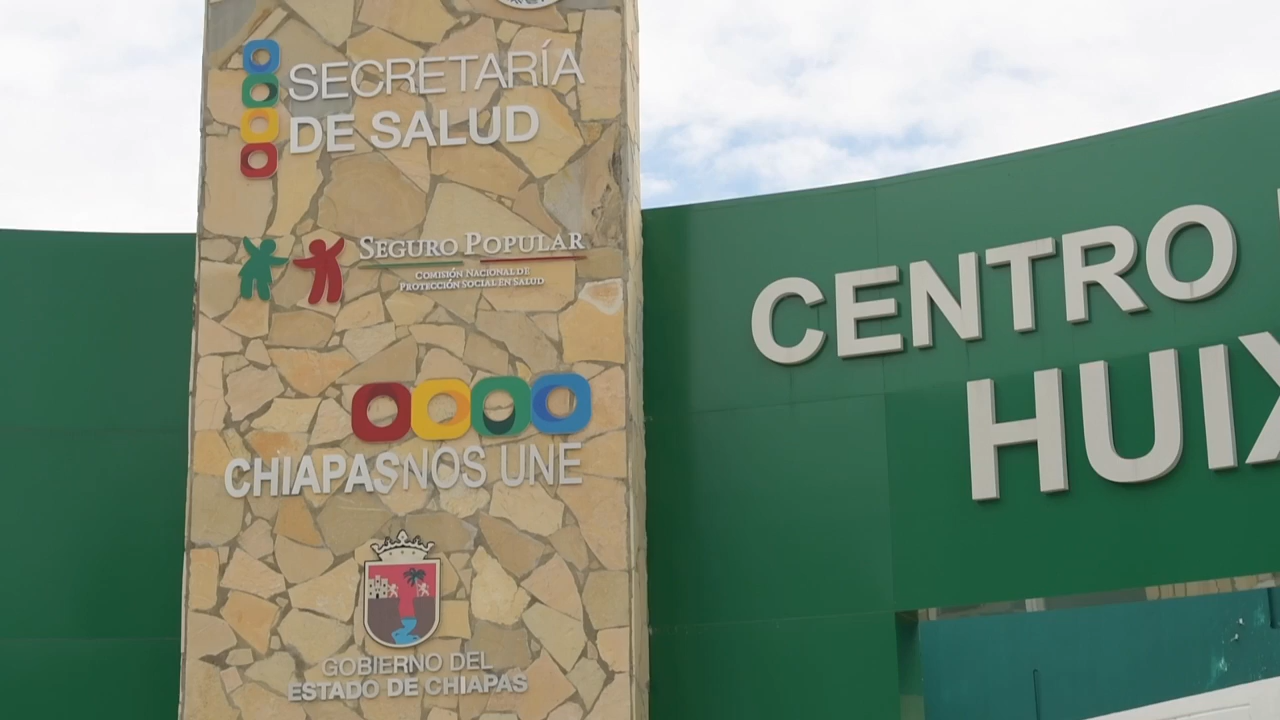 SECRETARÍA
DE SALUD
SEGURO POPULAR
COMISIÓN NACIONAL DE
PROTECCIÓN SOCIAL EN SALUD
CHIAPASNOS UNE
GOBIERNO DEL
ESTADO DE CHIAPAS
CENTRO
HUIX